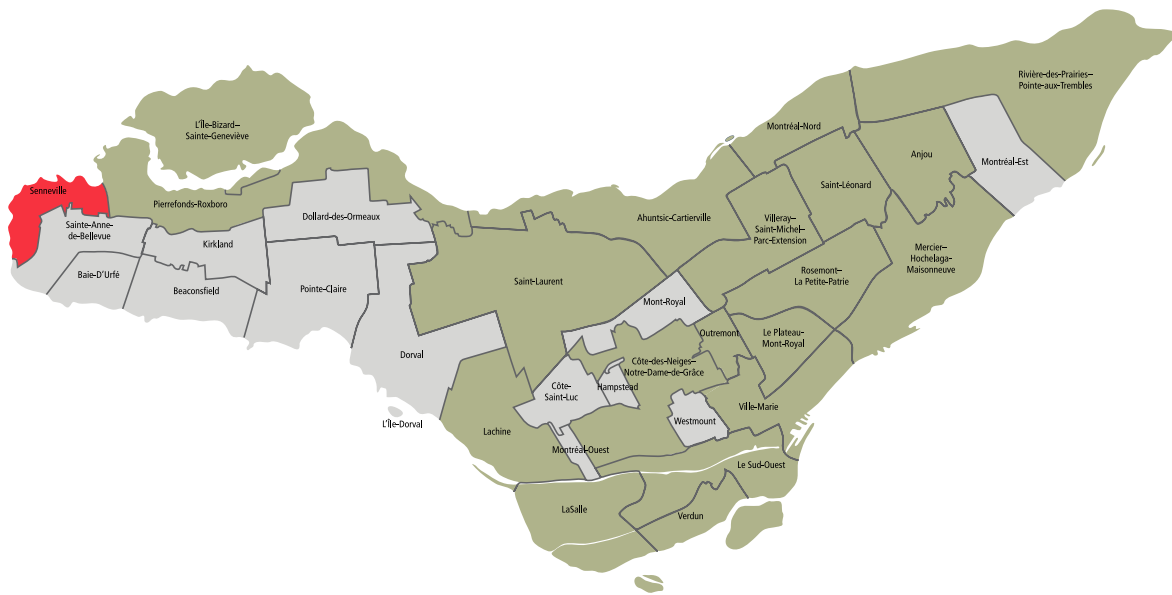 Rivière-des-Prairies–
Pointe-aux-Trembles
L'Île-Bizard–
Sainte-Geneviève
Montréal-Nord
Anjou
Montréal-Est
Saint-Léonard
Senneville
Pierrefonds-Roxboro
Dollard-des-Ormeaux
Ahuntsic-Cartierville
Villeray–
Saint-Michel–
Parc-Extension
Sainte-Anne-
de-Bellevue
Kirkland
Mercier–
Hochelaga-
Maisonneuve
Baie-D'Urfé
Beaconsfield
Pointe-Claire
Saint-Laurent
Rosemont–
La Petite-Patrie
Mont-Royal
Outremont
Le Plateau-
Mont-Royal
Dorval
Côte-des-Neiges–
Notre-Dame-de-Grâce
Côte-
Saint-Luc
Hampstead
Ville-Marie
L'Île-Dorval
Lachine
Westmount
Montréal-Ouest
Le Sud-Ouest
LaSalle
Verdun